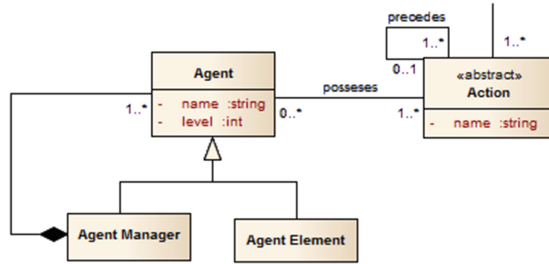 precedes
1..*
1..*
0..1
Agent
- name :string
- level :int
1..*
0..*
posseses
1..*
«abstract»
Action
- name :string
Agent Manager
Agent Element